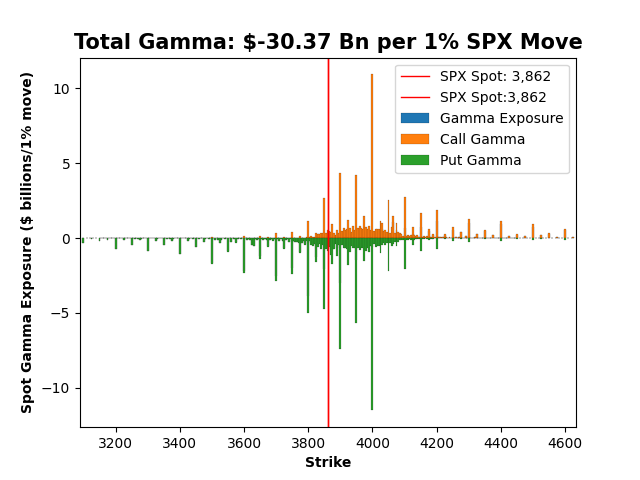 Total Gamma: $-30.37 Bn per 1% SPX Move
SPX Spot: 3,862
SPX Spot:3,862
Gamma Exposure
Call Gamma
Put Gamma
Spot Gamma Exposure ($ billions/1% move)
10
5
0
−5
−10
3200 3400 3600 3800 4000 4200 4400 4600
Strike